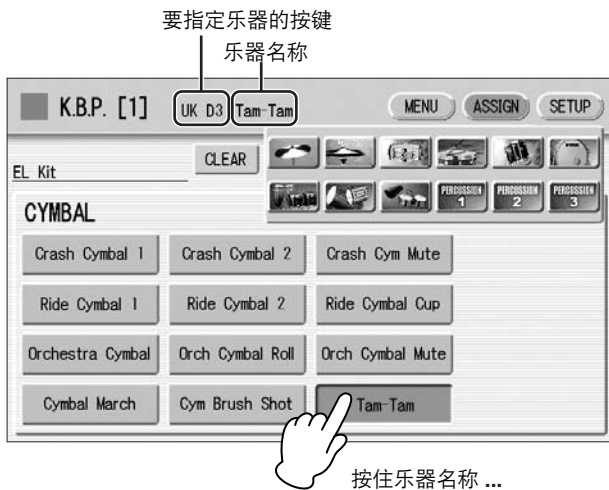 要指定乐器的按键
乐器名称
K.B.P. [1] UK D3 Tam-Tam MENU ASSIGN SETUP
EL Kit CLEAR
PERCUSSION 1 PERCUSSION 2 PERCUSSION 3
CYMBAL
Crash Cymbal 1 Crash Cymbal 2 Crash Cym Mute
Ride Cymbal 1 Ride Cymbal 2 Ride Cymbal Cup
Orchestra Cymbal Orch Cymbal Roll Orch Cymbal Mute
Cymbal March Cym Brush Shot Tam-Tam
按住乐器名称 ...